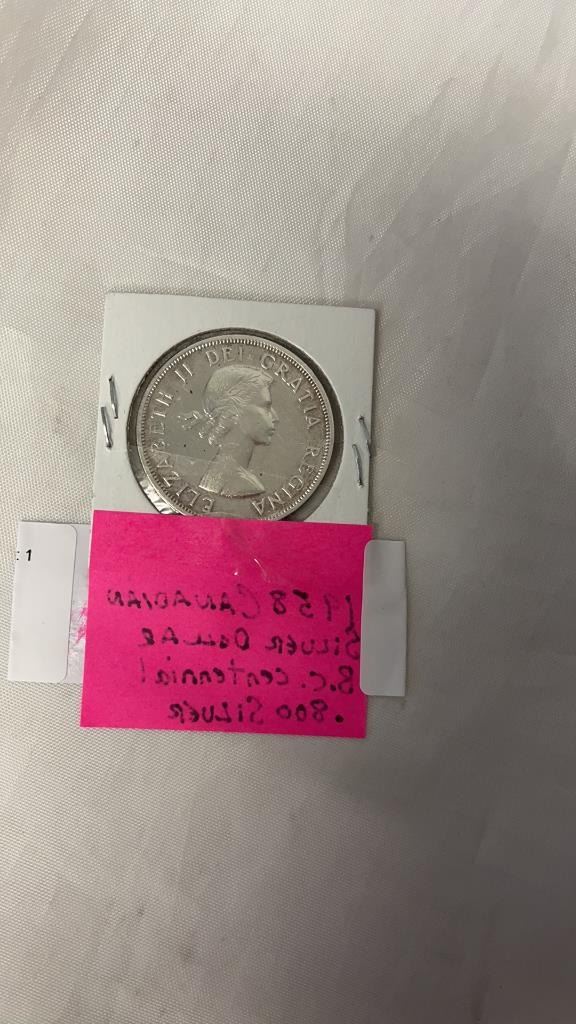 ELIZABETH II DEI·GRATIA REGINA
: 1
1958 CANADIAN
SILVER DOLLAR
B.C. centennial
.800 SILVER